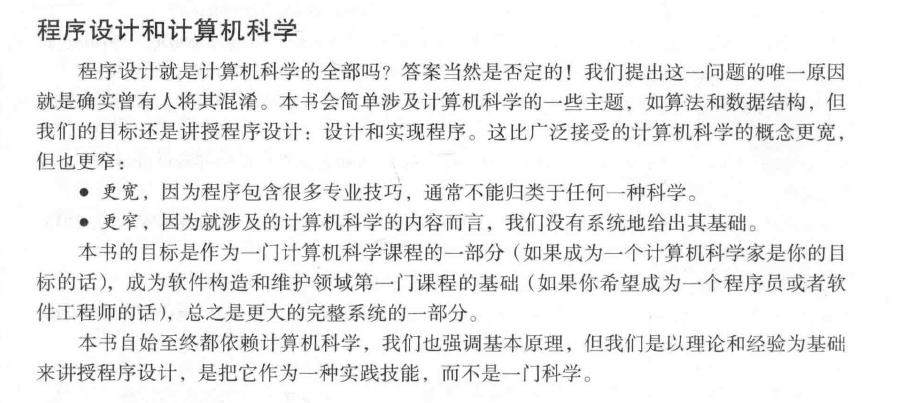 程序设计和计算机科学
程序设计就是计算机科学的全部吗？答案当然是否定的！我们提出这一问题的唯一原因
就是确实曾有人将其混淆。本书会简单涉及计算机科学的一些主题，如算法和数据结构，但
我们的目标还是讲授程序设计：设计和实现程序。这比广泛接受的计算机科学的概念更宽，
但也更窄：
● 更宽，因为程序包含很多专业技巧，通常不能归类于任何一种科学。
● 更窄，因为就涉及的计算机科学的内容而言，我们没有系统地给出其基础。
本书的目标是作为一门计算机科学课程的一部分（如果成为一个计算机科学家是你的目
标的话），成为软件构造和维护领域第一门课程的基础（如果你希望成为一个程序员或者软
件工程师的话），总之是更大的完整系统的一部分。
本书自始至终都依赖计算机科学，我们也强调基本原理，但我们是以理论和经验为基础
来讲授程序设计，是把它作为一种实践技能，而不是一门科学。